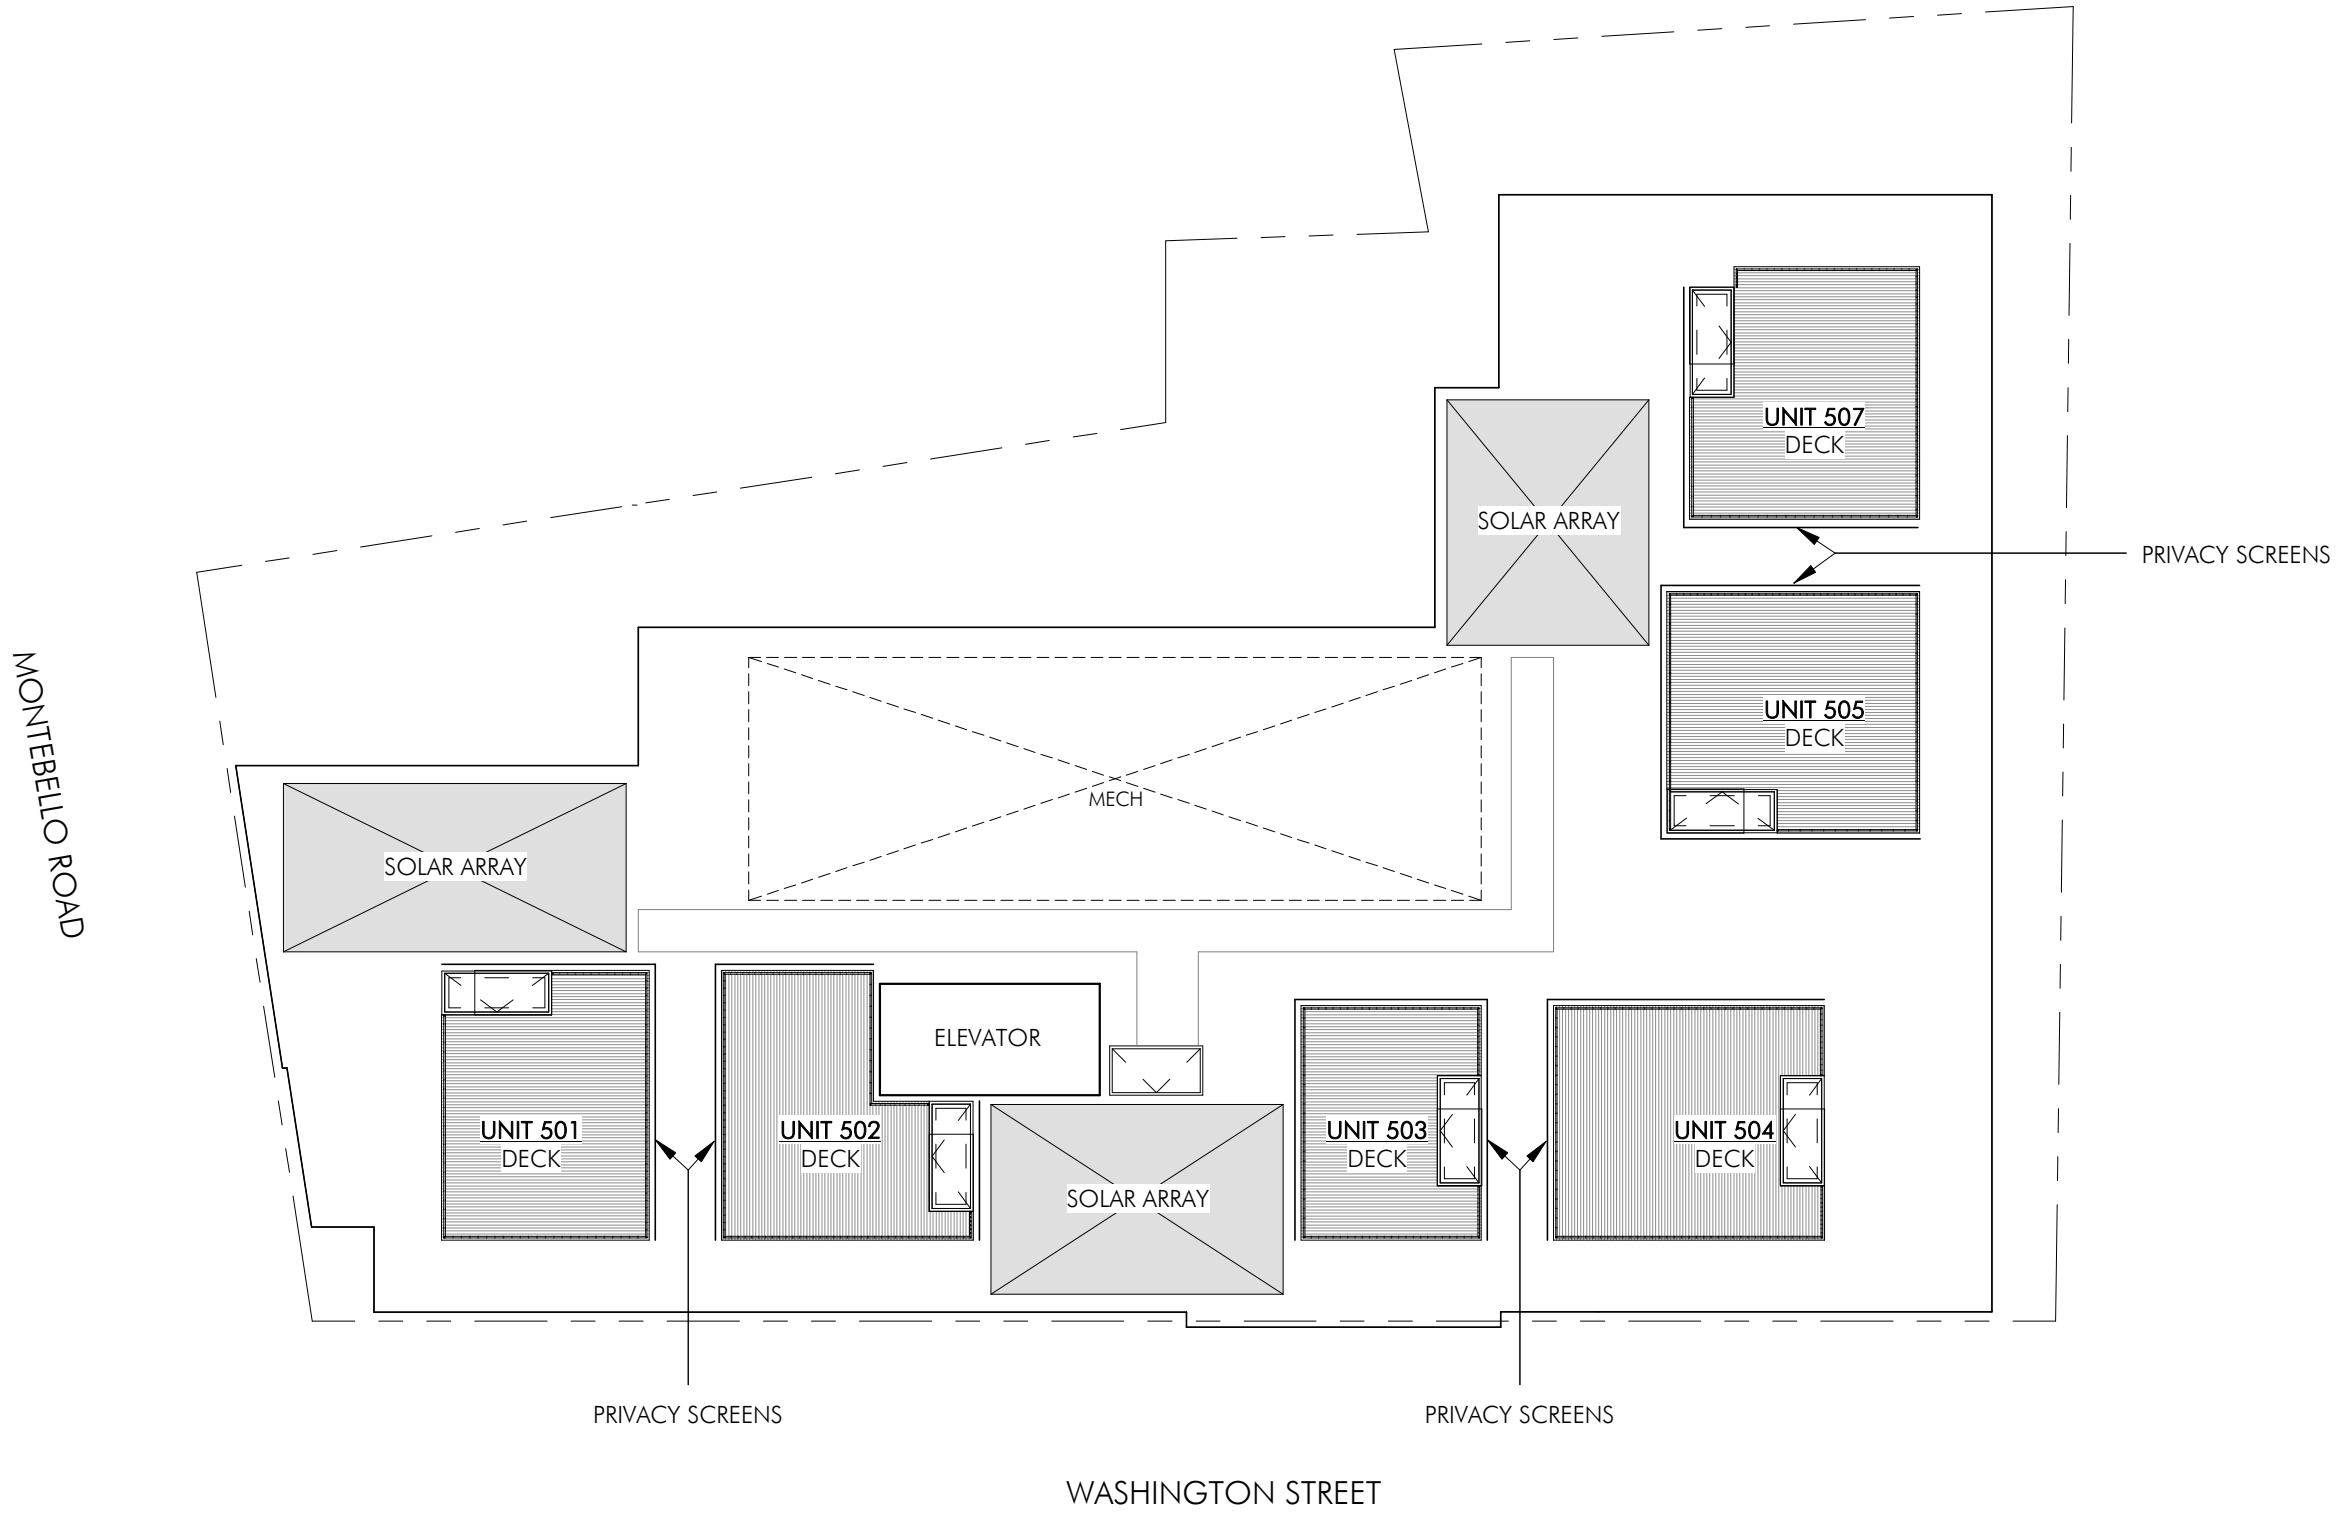 UNIT 507
DECK
SOLAR ARRAY
PRIVACY SCREENS
MONTEBELLO ROAD
UNIT 505
DECK
MECH
SOLAR ARRAY
ELEVATOR
UNIT 501
DECK
UNIT 502
DECK
UNIT 503
DECK
UNIT 504
DECK
SOLAR ARRAY
PRIVACY SCREENS
PRIVACY SCREENS
WASHINGTON STREET